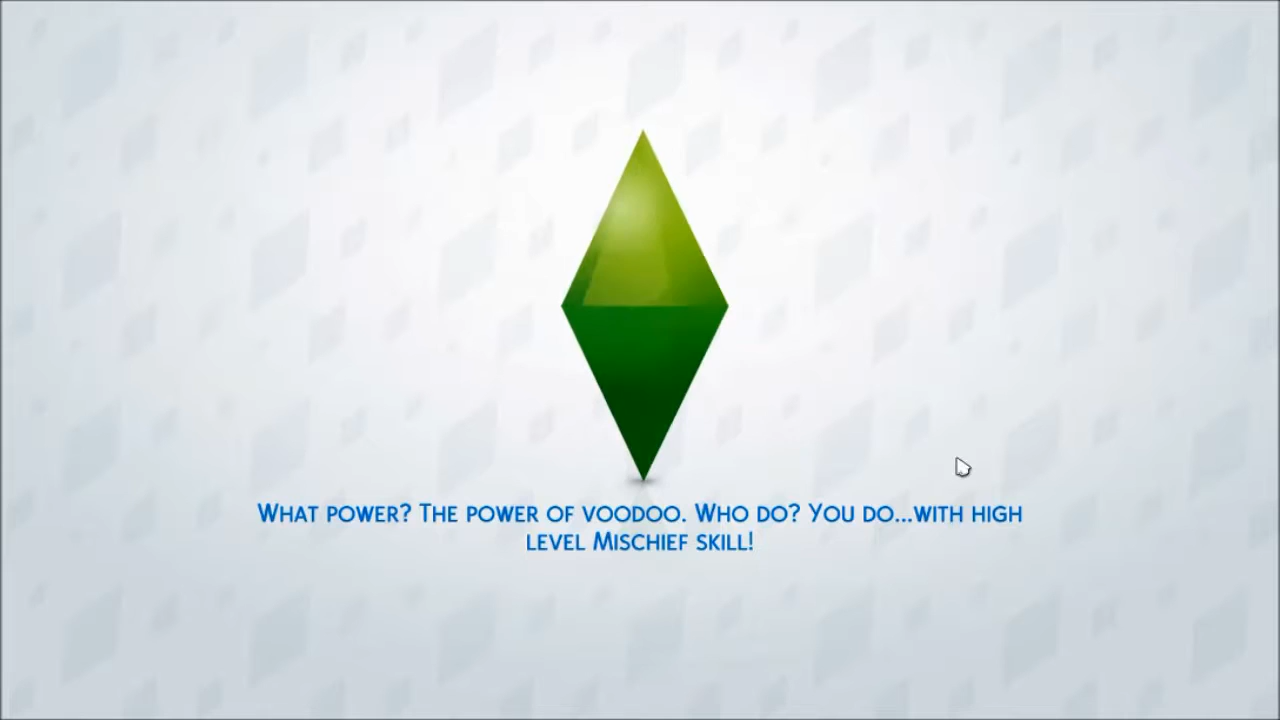 What power? The power of voodoo. Who do? You do...with high
level Mischief skill!